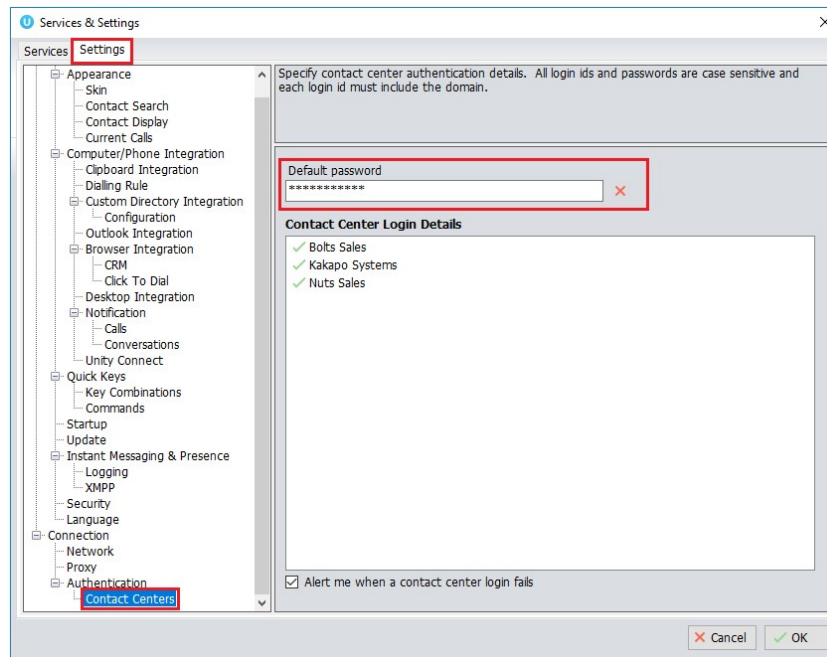 Services & Settings
Services
Settings
Appearance
Skin
Contact Search
Contact Display
Current Calls
Computer/Phone Integration
Clipboard Integration
Dialling Rule
Custom Directory Integration
Configuration
Outlook Integration
Browser Integration
CRM
Click To Dial
Desktop Integration
Notification
Calls
Conversations
Unity Connect
Quick Keys
Key Combinations
Commands
Startup
Update
Instant Messaging & Presence
Logging
XMPP
Security
Language
Connection
Network
Proxy
Authentication
Contact Centers
Specify contact center authentication details. All login ids and passwords are case sensitive and
each login id must include the domain.
Default password
***********
Contact Center Login Details
Bolts Sales
Kakapo Systems
Nuts Sales
Alert me when a contact center login fails
Cancel
OK